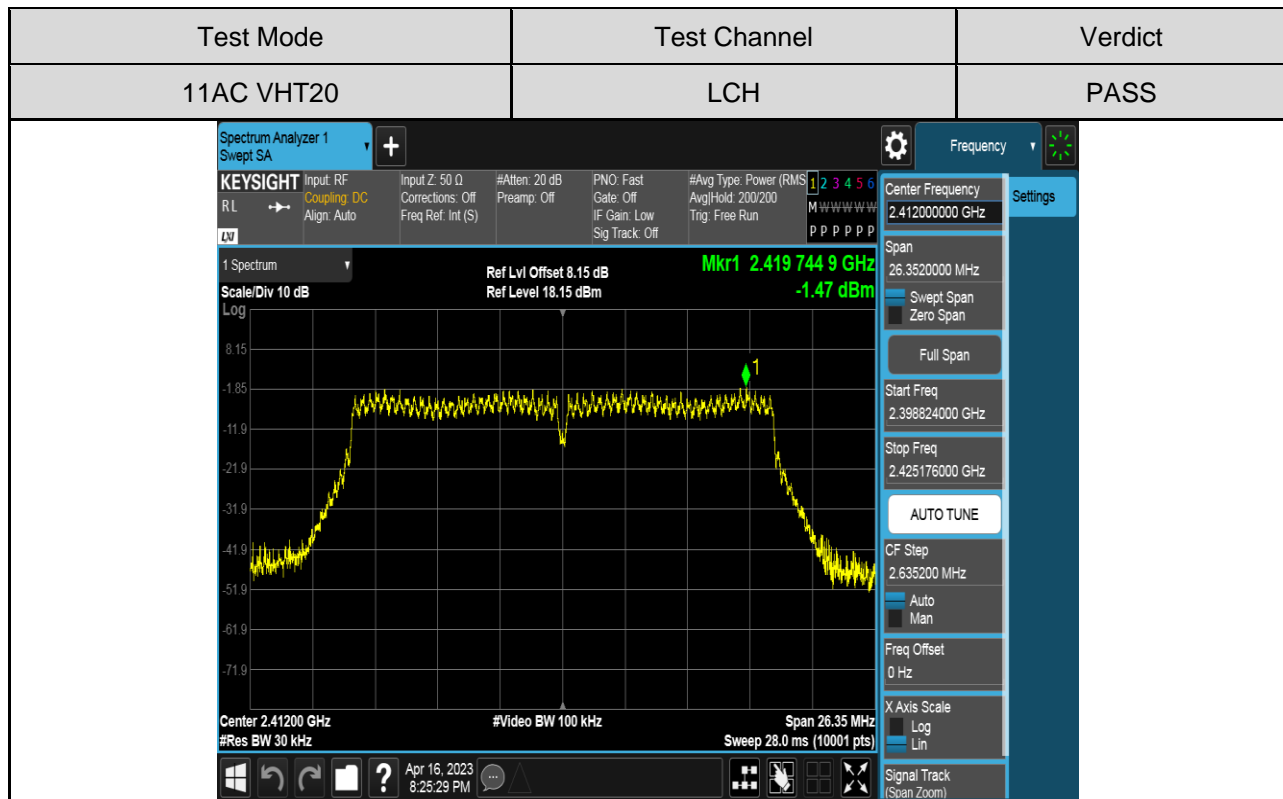 Test Mode Test Channel Verdict
11AC VHT20 LCH PASS
Spectrum Analyzer 1
Swept SA
Frequency
KEYSIGHT
R L
LXI
Input: RF
Coupling: DC
Align: Auto
Input Z: 50 Ω
Corrections: Off
Freq Ref: Int (S)
#Atten: 20 dB
Preamp: Off
PNO: Fast
Gate: Off
IF Gain: Low
Sig Track: Off
#Avg Type: Power (RMS
Avg|Hold: 200/200
Trig: Free Run
1 2 3 4 5 6
M W W W W W
P P P P P P
1 Spectrum
Scale/Div 10 dB
Ref Lvl Offset 8.15 dB
Ref Level 18.15 dBm
Mkr1 2.419 744 9 GHz
-1.47 dBm
Log
8.15
-1.85
-11.9
-21.9
-31.9
-41.9
-51.9
-61.9
-71.9
1
Center 2.41200 GHz
#Res BW 30 kHz
#Video BW 100 kHz
Span 26.35 MHz
Sweep 28.0 ms (10001 pts)
Center Frequency
2.412000000 GHz
Settings
Span
26.3520000 MHz
Swept Span
Zero Span
Full Span
Start Freq
2.398824000 GHz
Stop Freq
2.425176000 GHz
AUTO TUNE
CF Step
2.635200 MHz
Auto
Man
Freq Offset
0 Hz
X Axis Scale
Log
Lin
Signal Track
(Span Zoom)
?
Apr 16, 2023
8:25:29 PM